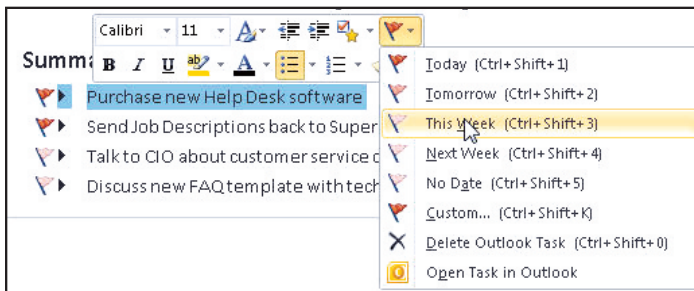 Calibri 11
Summa B I U A
Purchase new Help Desk software
Send Job Descriptions back to Super
Talk to CIO about customer service
Discuss new FAQ template with tech
Today (Ctrl+Shift+1)
Tomorrow (Ctrl+Shift+2)
This Week (Ctrl+Shift+3)
Next Week (Ctrl+Shift+4)
No Date (Ctrl+Shift+5)
Custom... (Ctrl+Shift+K)
Delete Outlook Task (Ctrl+Shift+0)
Open Task in Outlook